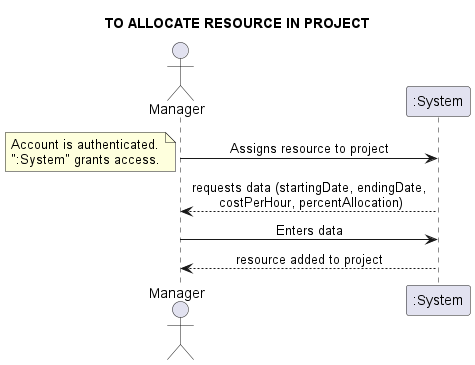 TO ALLOCATE RESOURCE IN PROJECT
Manager
:System
Account is authenticated.
":System" grants access.
Assigns resource to project
requests data (startingDate, endingDate,
costPerHour, percentAllocation)
Enters data
resource added to project
Manager
:System